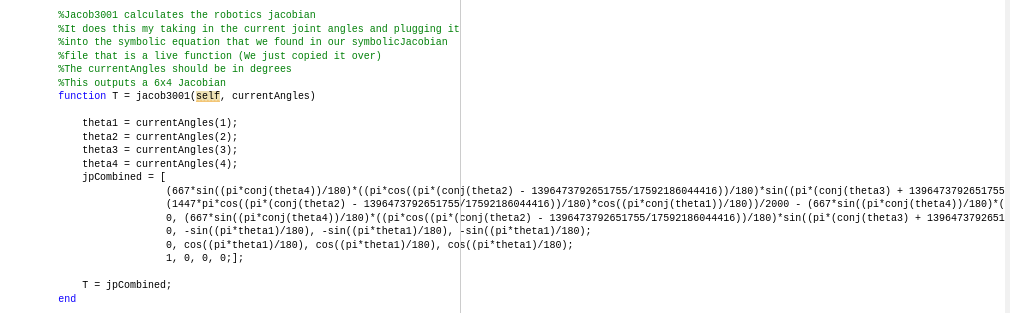 %Jacob3001 calculates the robotics jacobian
%It does this my taking in the current joint angles and plugging it
%into the symbolic equation that we found in our symbolicJacobian
%file that is a live function (We just copied it over)
%The currentAngles should be in degrees
%This outputs a 6x4 Jacobian
function T = jacob3001(self, currentAngles)
theta1 = currentAngles(1);
theta2 = currentAngles(2);
theta3 = currentAngles(3);
theta4 = currentAngles(4);
jpCombined = [
(667*sin((pi*conj(theta4))/180)*((pi*cos((pi*(conj(theta2) - 1396473792651755/17592186044416))/180)*sin((pi*(conj(theta3) + 1396473792651755
(1447*pi*cos((pi*(conj(theta2) - 1396473792651755/17592186044416))/180)*cos((pi*conj(theta1))/180))/2000 - (667*sin((pi*conj(theta4))/180)*(
0, (667*sin((pi*conj(theta4))/180)*((pi*cos((pi*(conj(theta2) - 1396473792651755/17592186044416))/180)*sin((pi*(conj(theta3) + 1396473792651
0, -sin((pi*theta1)/180), -sin((pi*theta1)/180), -sin((pi*theta1)/180);
0, cos((pi*theta1)/180), cos((pi*theta1)/180), cos((pi*theta1)/180);
1, 0, 0, 0;];
T = jpCombined;
end